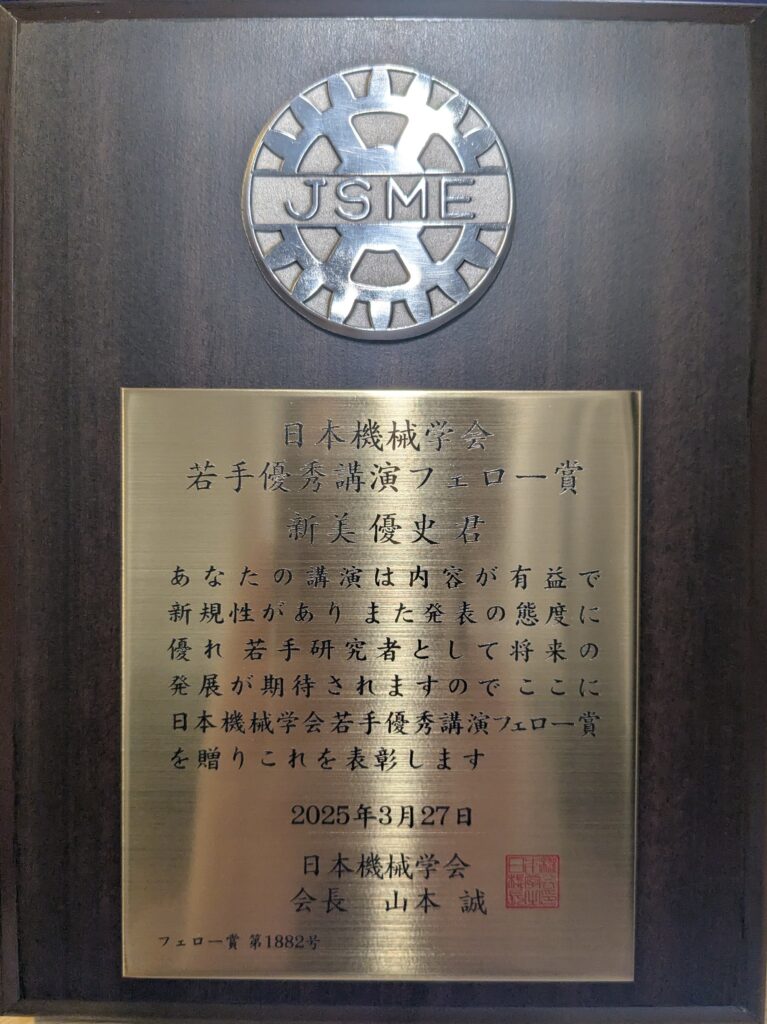 JSME
日本機械学会
若手優秀講演フェロー賞
新美優史君
あなたの講演は内容が有益で
新規性があり また発表の態度に
優れ 若手研究者として将来の
発展が期待されますので ここに
日本機械学会若手優秀講演フェロー賞
を贈りこれを表彰します
2025年3月27日
日本機械学会
会長 山本 誠
フェロー賞 第1882号